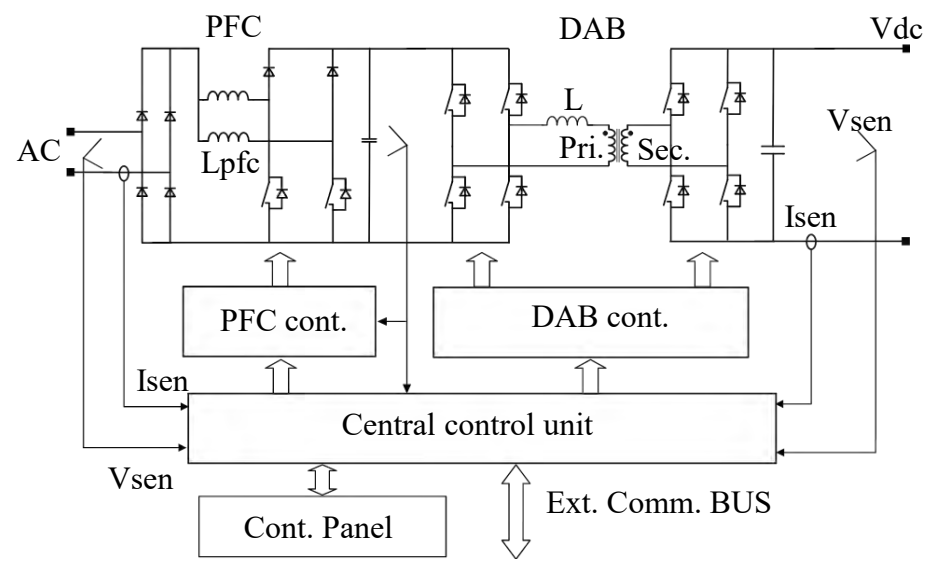 PFC
DAB
Vdc
L
Vsen
AC
Lpfc
Pri.
Sec.
Isen
PFC cont.
DAB cont.
Isen
Central control unit
Vsen
Ext. Comm. BUS
Cont. Panel